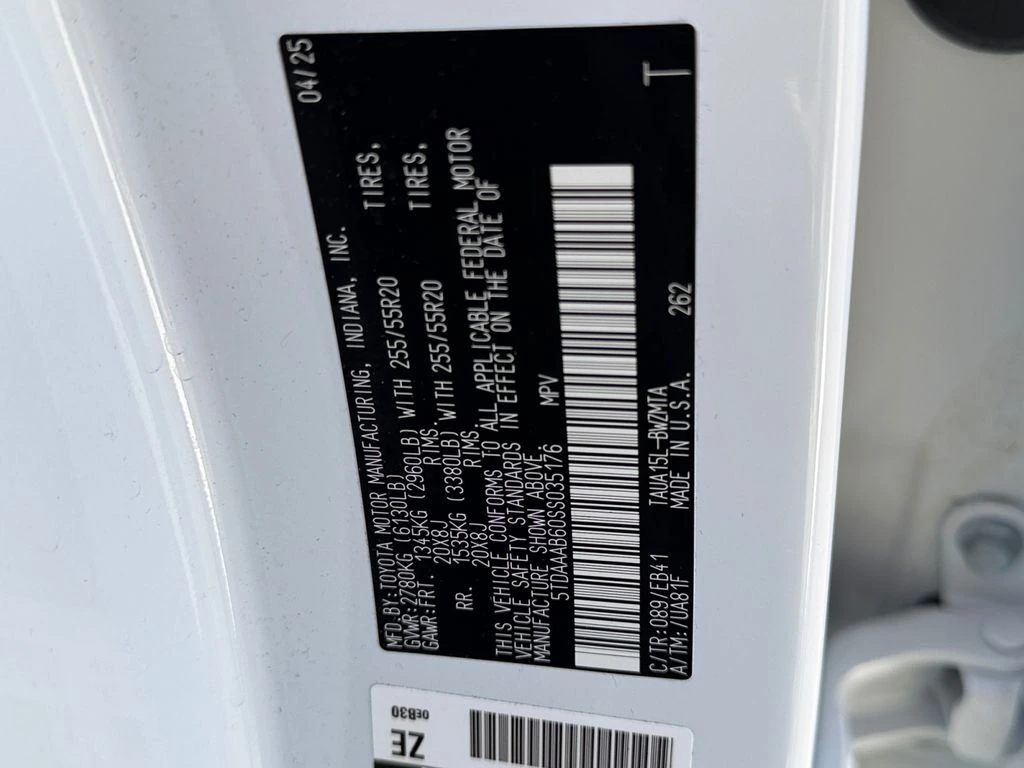 MFD.BY:TOYOTA MOTOR MANUFACTURING, INDIANA, INC. 04/25
GVWR:2780KG (6130LB)
GAWR:FRT. 1345KG (2960LB) WITH 255/55R20 TIRES,
20X8J RIMS.
RR. 1535KG (3380LB) WITH 255/55R20 TIRES,
20X8J RIMS.
THIS VEHICLE CONFORMS TO ALL APPLICABLE FEDERAL MOTOR
VEHICLE SAFETY STANDARDS IN EFFECT ON THE DATE OF
MANUFACTURE SHOWN ABOVE.
5TDAAAB60SS035176 MPV
C/TR:089/EB41 TAUA15L-BWZMTA 262 T
A/TM:/UA81F MADE IN U.S.A.
0EB30
ZE